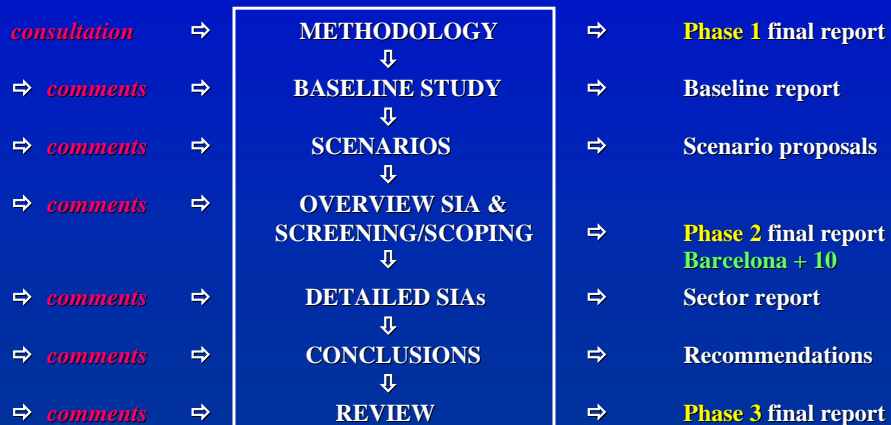 consultation ⇨ METHODOLOGY ⇨ Phase 1 final report
⇩
⇨ comments ⇨ BASELINE STUDY ⇨ Baseline report
⇩
⇨ comments ⇨ SCENARIOS ⇨ Scenario proposals
⇩
⇨ comments ⇨ OVERVIEW SIA &
SCREENING/SCOPING ⇨ Phase 2 final report
⇩ Barcelona + 10
⇨ comments ⇨ DETAILED SIAs ⇨ Sector report
⇩
⇨ comments ⇨ CONCLUSIONS ⇨ Recommendations
⇩
⇨ comments ⇨ REVIEW ⇨ Phase 3 final report